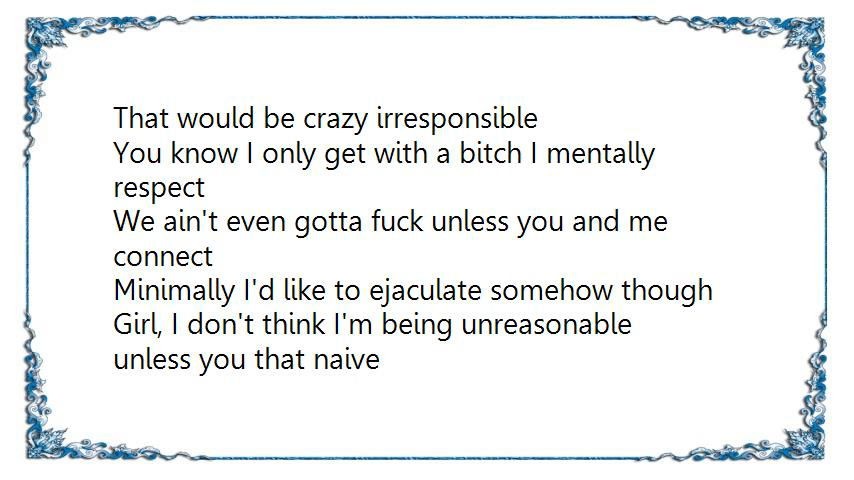 That would be crazy irresponsible
You know I only get with a bitch I mentally
respect
We ain't even gotta fuck unless you and me
connect
Minimally I'd like to ejaculate somehow though
Girl, I don't think I'm being unreasonable
unless you that naive